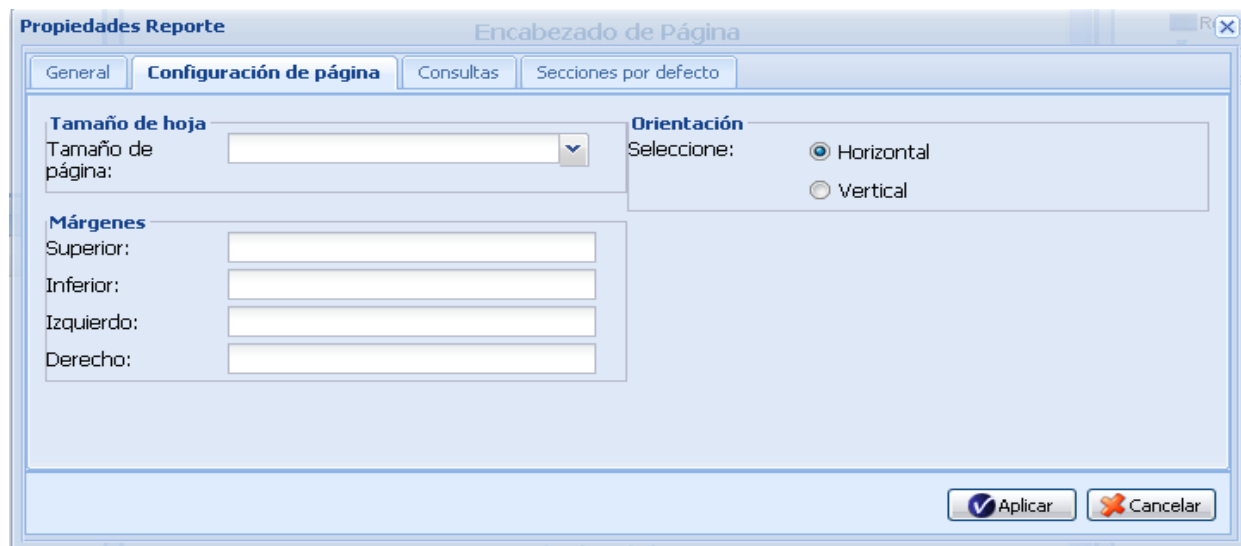 Propiedades Reporte
Encabezado de Página
General
Configuración de página
Consultas
Secciones por defecto
Tamaño de hoja
Tamaño de
página:
Orientación
Seleccione:
Horizontal
Vertical
Márgenes
Superior:
Inferior:
Izquierdo:
Derecho:
Aplicar
Cancelar